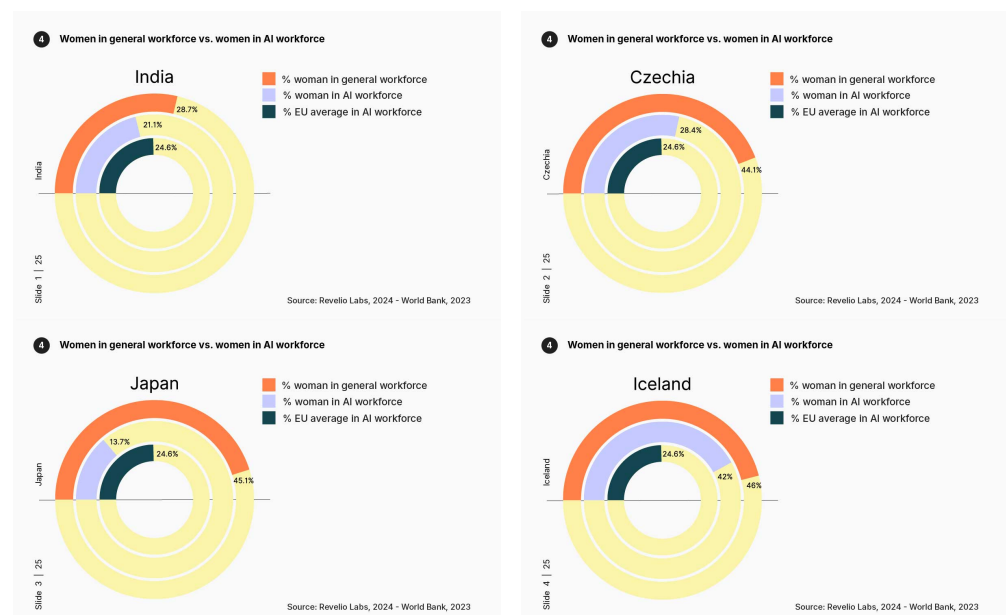 4 Women in general workforce vs. women in AI workforce
India
% woman in general workforce
% woman in AI workforce
% EU average in AI workforce
28.7%
21.1%
24.6%
India
Slide 1 | 25
Source: Revelio Labs, 2024 - World Bank, 2023
4 Women in general workforce vs. women in AI workforce
Czechia
% woman in general workforce
% woman in AI workforce
% EU average in AI workforce
28.4%
24.6%
44.1%
Czechia
Slide 2 | 25
Source: Revelio Labs, 2024 - World Bank, 2023
4 Women in general workforce vs. women in AI workforce
Japan
% woman in general workforce
% woman in AI workforce
% EU average in AI workforce
13.7%
24.6%
45.1%
Japan
Slide 3 | 25
Source: Revelio Labs, 2024 - World Bank, 2023
4 Women in general workforce vs. women in AI workforce
Iceland
% woman in general workforce
% woman in AI workforce
% EU average in AI workforce
24.6%
42%
46%
Iceland
Slide 4 | 25
Source: Revelio Labs, 2024 - World Bank, 2023